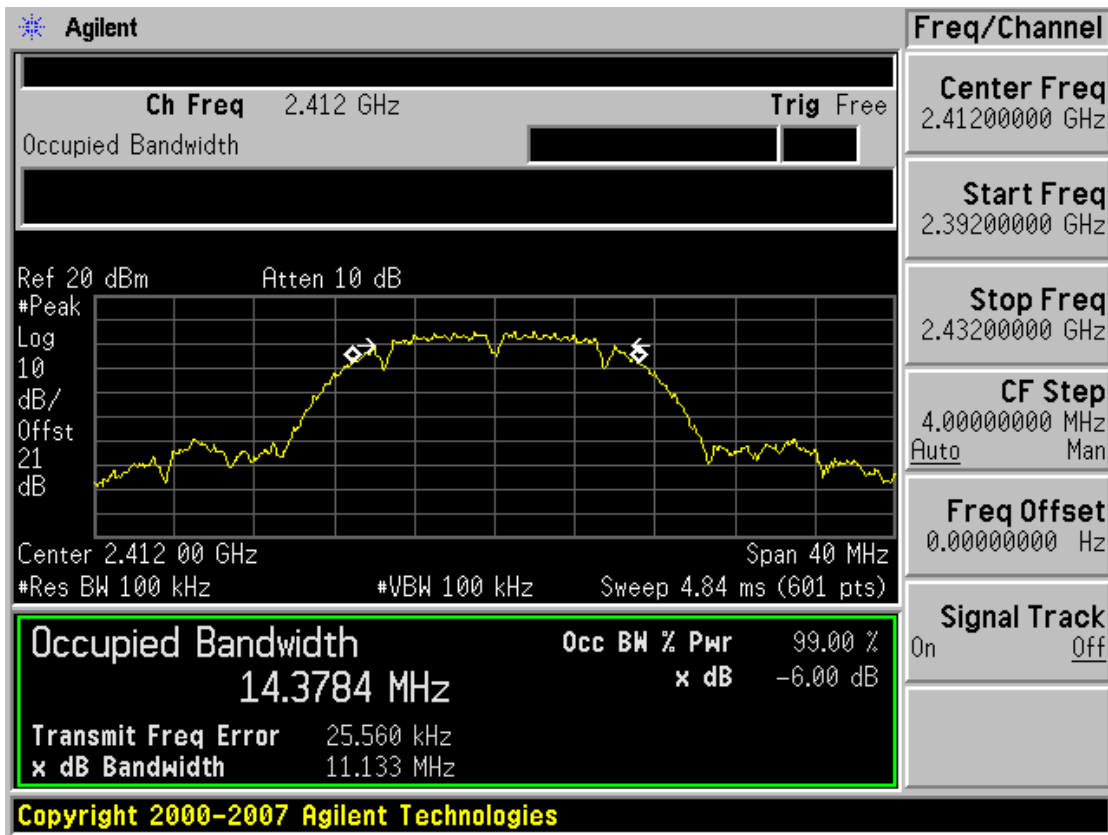 Agilent
Freq/Channel
Ch Freq 2.412 GHz Trig Free
Occupied Bandwidth
Center Freq
2.41200000 GHz
Start Freq
2.39200000 GHz
Stop Freq
2.43200000 GHz
CF Step
4.00000000 MHz
Auto Man
Freq Offset
0.00000000 Hz
Signal Track
On Off
Ref 20 dBm Atten 10 dB
#Peak
Log
10
dB/
Offst
21
dB
Center 2.412 00 GHz Span 40 MHz
#Res BW 100 kHz #VBW 100 kHz Sweep 4.84 ms (601 pts)
Occupied Bandwidth Occ BW % Pwr 99.00 %
14.3784 MHz x dB -6.00 dB
Transmit Freq Error 25.560 kHz
x dB Bandwidth 11.133 MHz
Copyright 2000-2007 Agilent Technologies